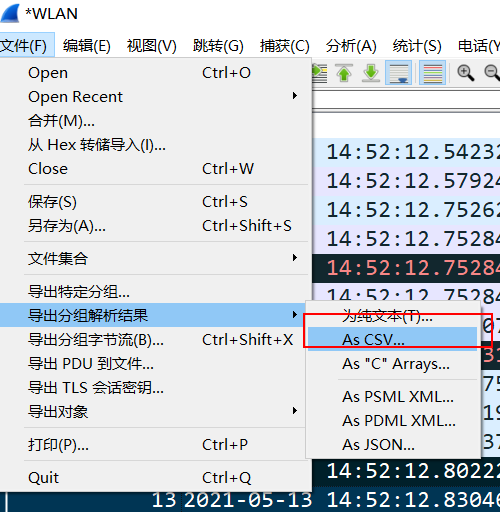 *WLAN
文件(F) 编辑(E) 视图(V) 跳转(G) 捕获(C) 分析(A) 统计(S) 电话(Y
Open Ctrl+O
Open Recent
合并(M)...
从 Hex 转储导入(I)...
Close Ctrl+W
保存(S) Ctrl+S
另存为(A)... Ctrl+Shift+S
文件集合
导出特定分组...
导出分组解析结果
导出分组字节流(B)... Ctrl+Shift+X
导出 PDU 到文件...
导出 TLS 会话密钥...
导出对象
打印(P)... Ctrl+P
Quit Ctrl+Q
为纯文本(T)...
As CSV...
As "C" Arrays...
As PSML XML...
As PDML XML...
As JSON...
14:52:12.54232
14:52:12.57924
14:52:12.75262
14:52:12.75284
14:52:12.75284
14:52:12.75284
14:52:12.80222
13 2021-05-13 14:52:12.83046